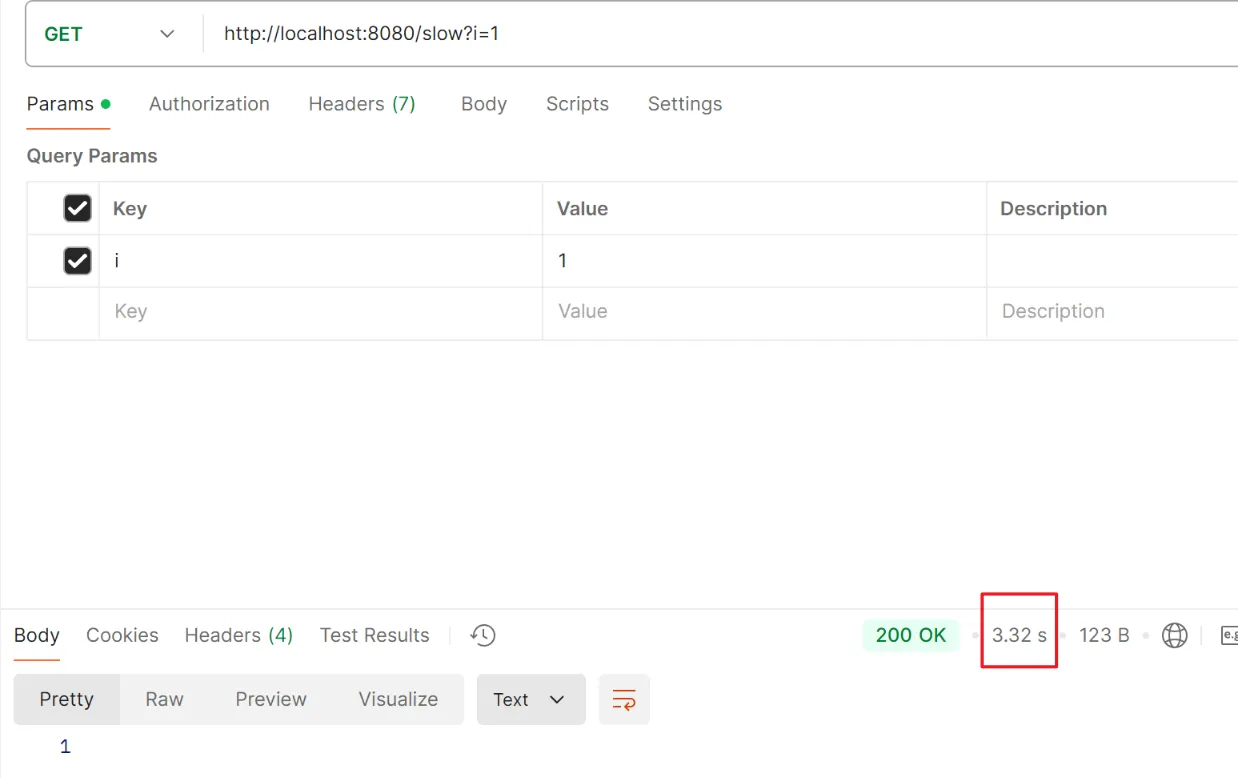 GET http://localhost:8080/slow?i=1
Params Authorization Headers (7) Body Scripts Settings
Query Params
Key Value Description
i 1
Key Value Description
Body Cookies Headers (4) Test Results 200 OK 3.32 s 123 B e.g
Pretty Raw Preview Visualize Text
1